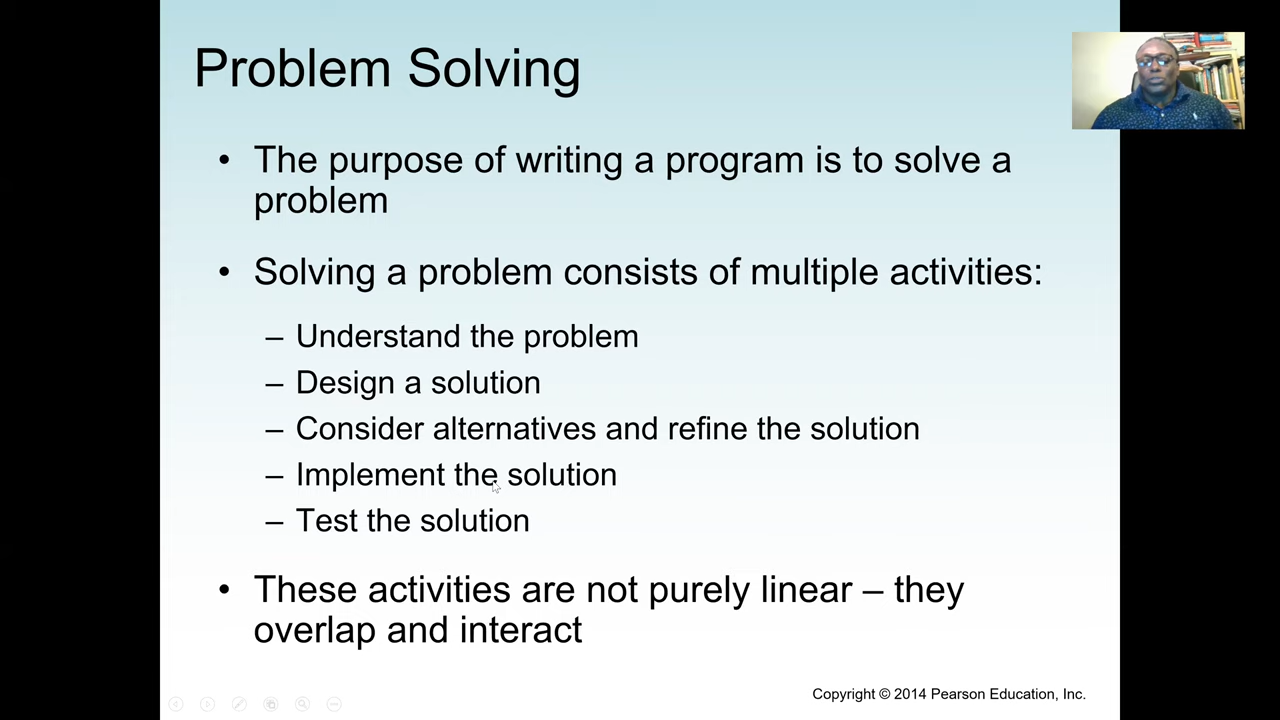 Problem Solving
• The purpose of writing a program is to solve a
problem
• Solving a problem consists of multiple activities:
– Understand the problem
– Design a solution
– Consider alternatives and refine the solution
– Implement the solution
– Test the solution
• These activities are not purely linear – they
overlap and interact
Copyright © 2014 Pearson Education, Inc.